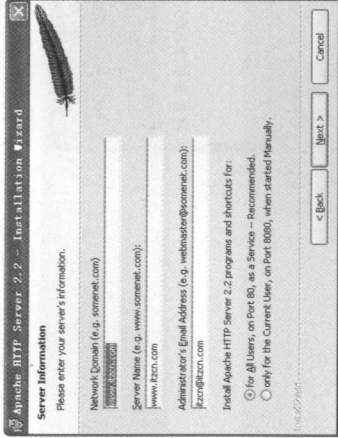 Apache HTTP Server 2.2 - Installation Wizard
Server Information
Please enter your server's information.
Network Domain (e.g. somenet.com)
Server Name (e.g. www.somenet.com):
www.itzcn.com
Administrator's Email Address (e.g. webmaster@somenet.com):
itzcn@itzcn.com
Install Apache HTTP Server 2.2 programs and shortcuts for:
for All Users, on Port 80, as a Service -- Recommended.
only for the Current User, on Port 8080, when started Manually.
InstallShield
< Back
Next >
Cancel